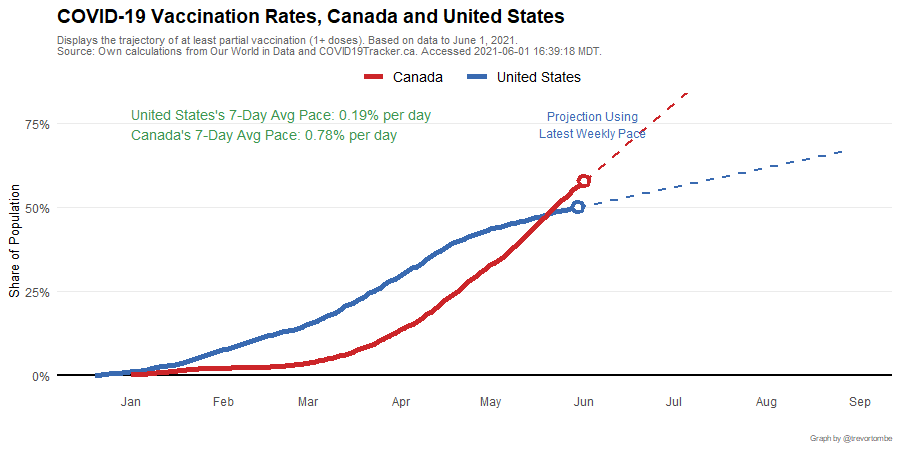 COVID-19 Vaccination Rates, Canada and United States
Displays the trajectory of at least partial vaccination (1+ doses). Based on data to June 1, 2021.
Source: Own calculations from Our World in Data and COVID19Tracker.ca. Accessed 2021-06-01 16:39:18 MDT.
Canada United States
United States's 7-Day Avg Pace: 0.19% per day
Canada's 7-Day Avg Pace: 0.78% per day
Projection Using
Latest Weekly Pace
Share of Population
75%
50%
25%
0%
Jan Feb Mar Apr May Jun Jul Aug Sep
Graph by @trevortombe